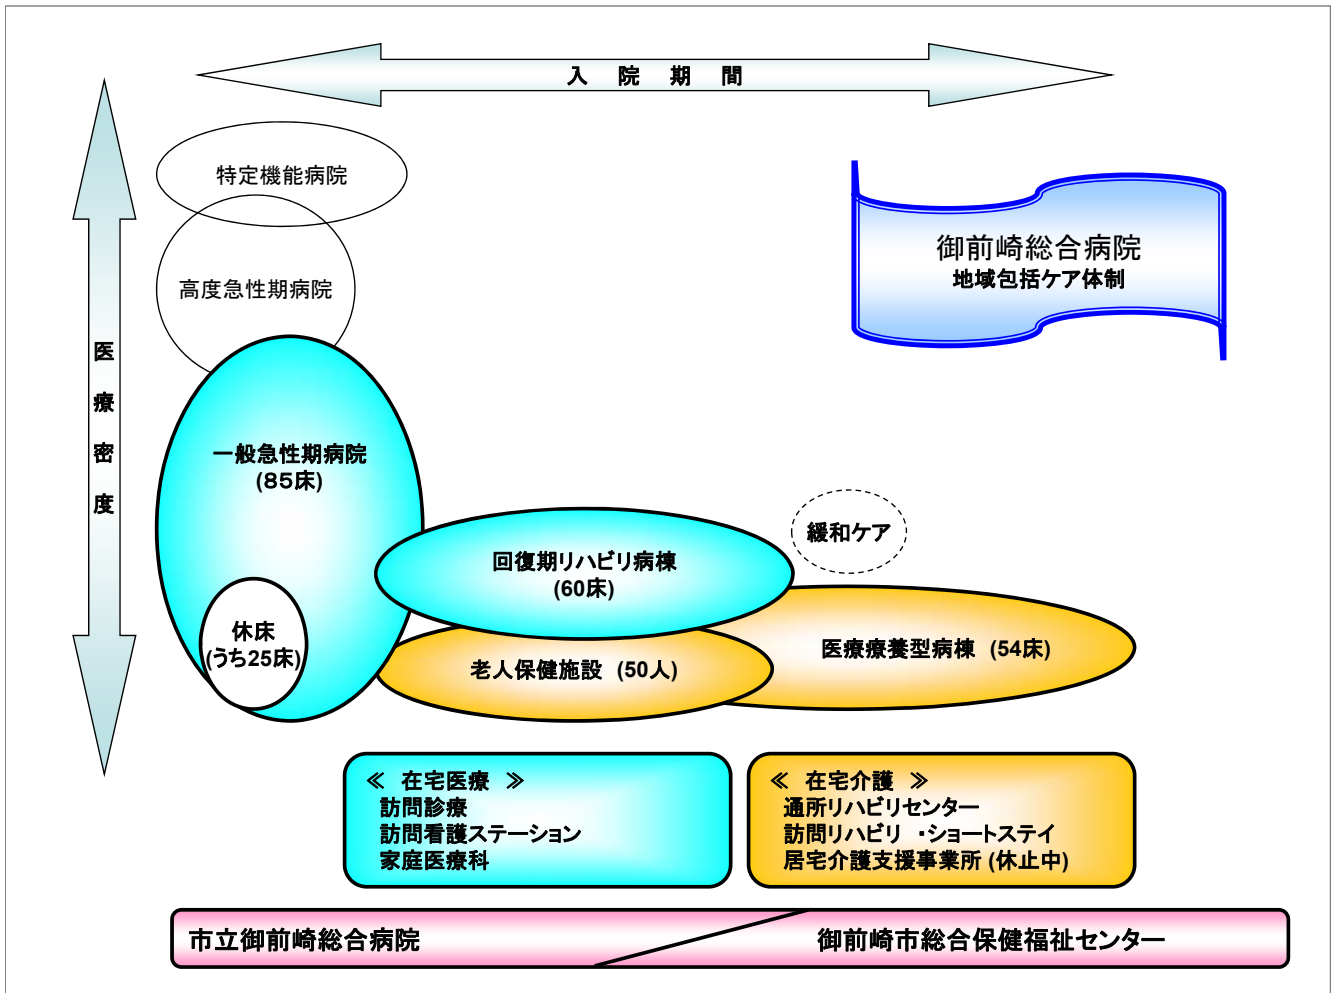 入院期間
医療密度
特定機能病院
高度急性期病院
御前崎総合病院
地域包括ケア体制
一般急性期病院
(85床)
休床
(うち25床)
回復期リハビリ病棟
(60床)
緩和ケア
老人保健施設 (50人)
医療療養型病棟 (54床)
≪ 在宅医療 ≫
訪問診療
訪問看護ステーション
家庭医療科
≪ 在宅介護 ≫
通所リハビリセンター
訪問リハビリ ・ショートステイ
居宅介護支援事業所 (休止中)
市立御前崎総合病院
御前崎市総合保健福祉センター